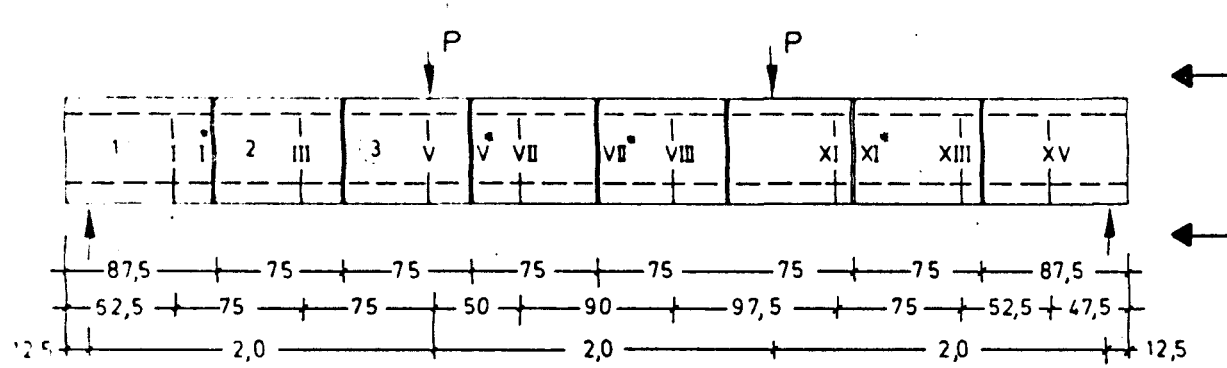 P P
1 I I* 2 III 3 V V* VII VII* VIII XI XI* XIII XV
87,5 75 75 75 75 75 75 87,5
62,5 75 75 50 90 97,5 75 52,5 47,5
12,5 2,0 2,0 2,0 12,5